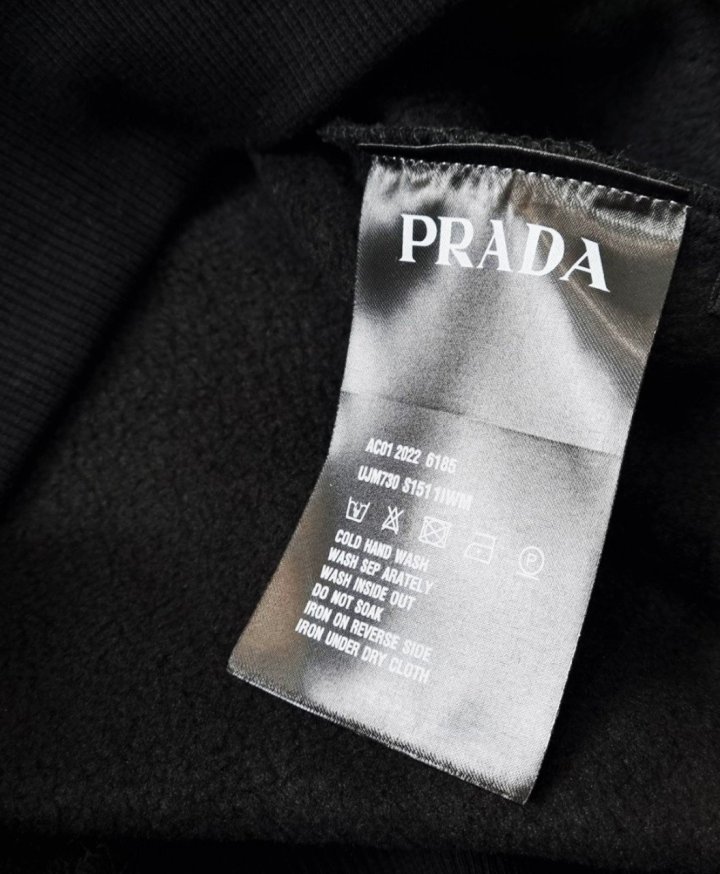 PRADA
AC01 2022 6185
UJM730 S151 1IWM
P
COLD HAND WASH
WASH SEP ARATELY
WASH INSIDE OUT
DO NOT SOAK
IRON ON REVERSE SIDE
IRON UNDER DRY CLOTH